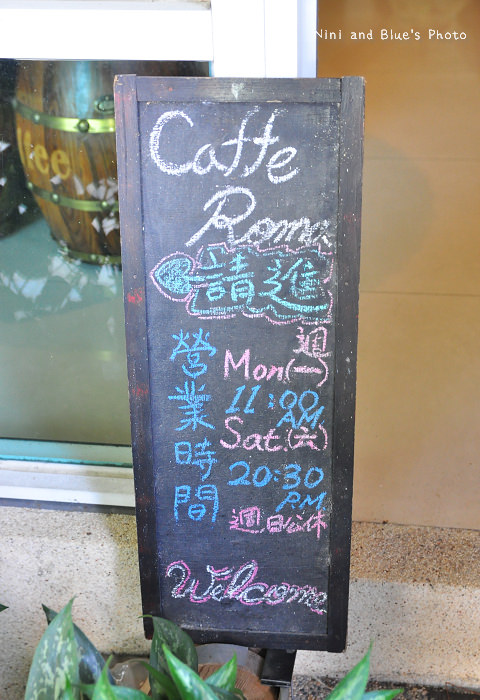 Nini and Blue's Photo
Caffe
Roma
請進
營業時間
週
Mon(一)
11:00
AM
Sat.(六)
20:30
PM
週日公休
Welcome